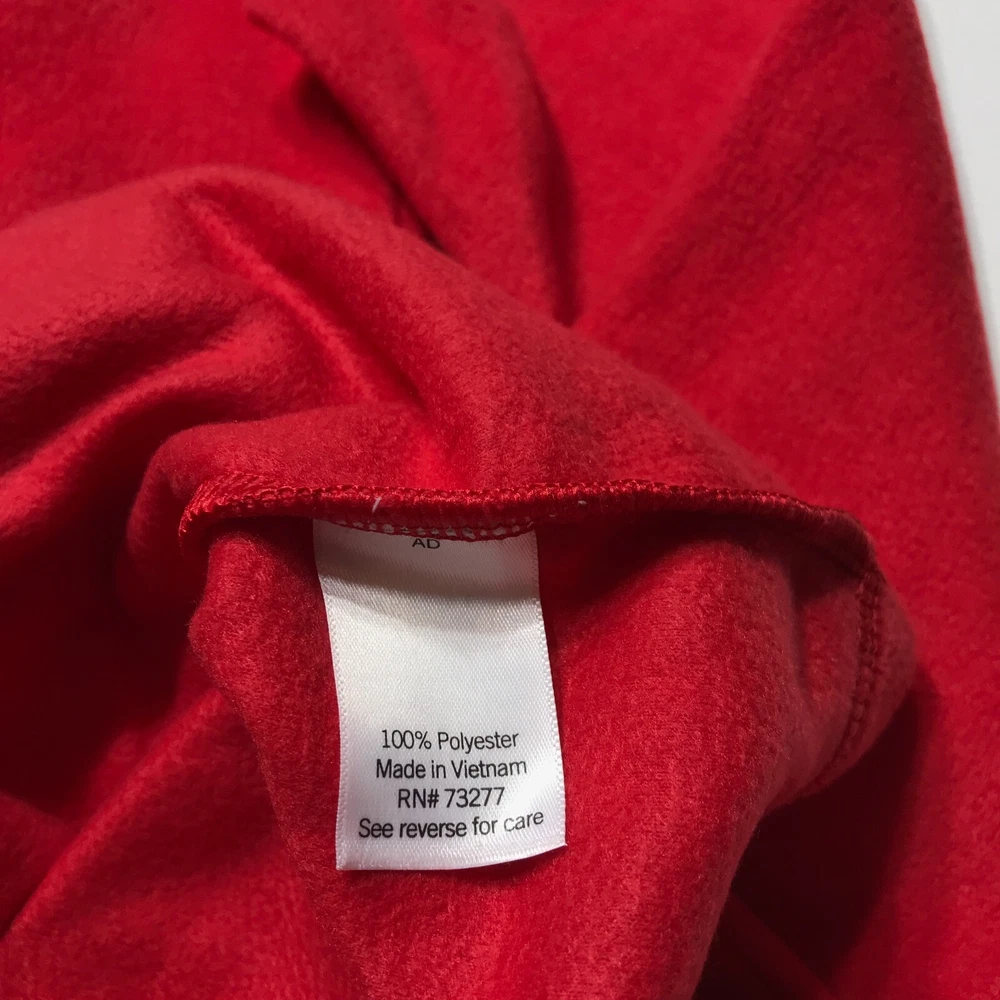 AD
100% Polyester
Made in Vietnam
RN# 73277
See reverse for care